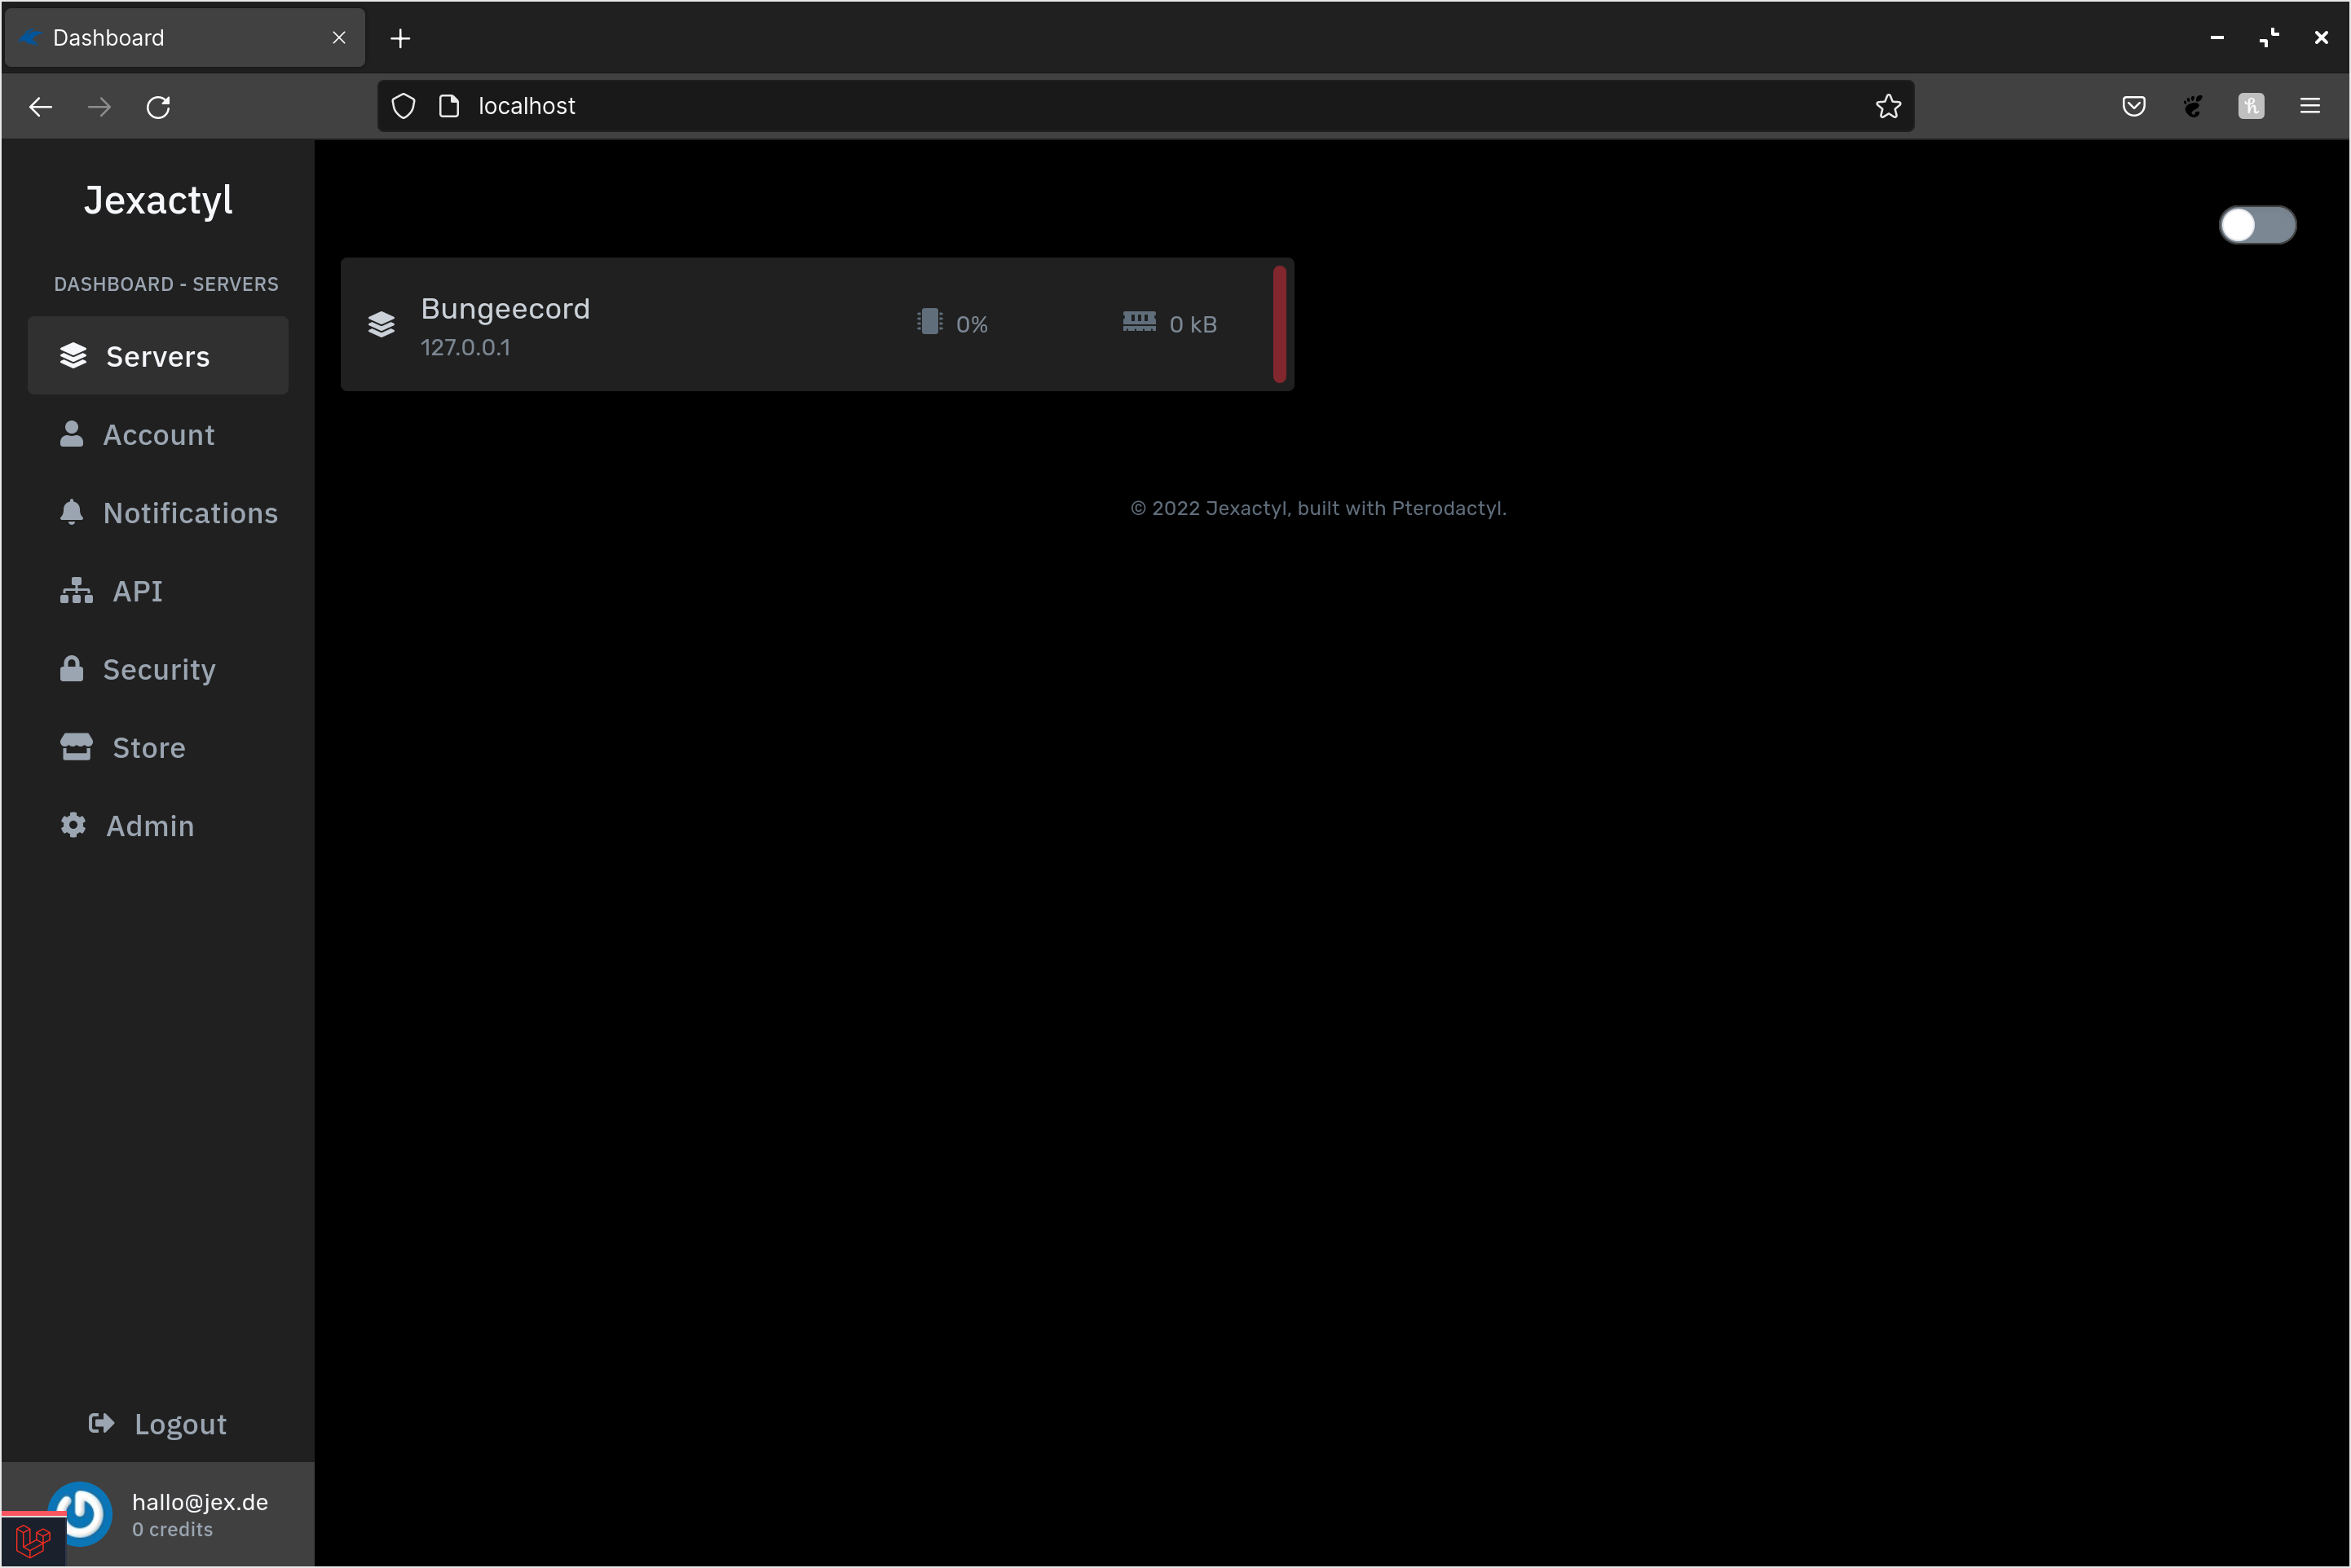 Dashboard
localhost
Jexactyl
DASHBOARD - SERVERS
Servers
Account
Notifications
API
Security
Store
Admin
Logout
hallo@jex.de
0 credits
Bungeecord
127.0.0.1
0%
0 kB
© 2022 Jexactyl, built with Pterodactyl.